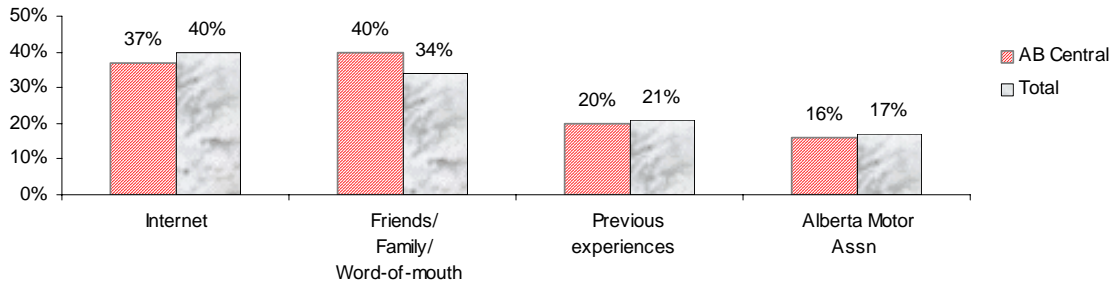 50%
40%
30%
20%
10%
0%
37%
40%
40%
34%
20%
21%
16%
17%
AB Central
Total
Internet
Friends/
Family/
Word-of-mouth
Previous
experiences
Alberta Motor
Assn